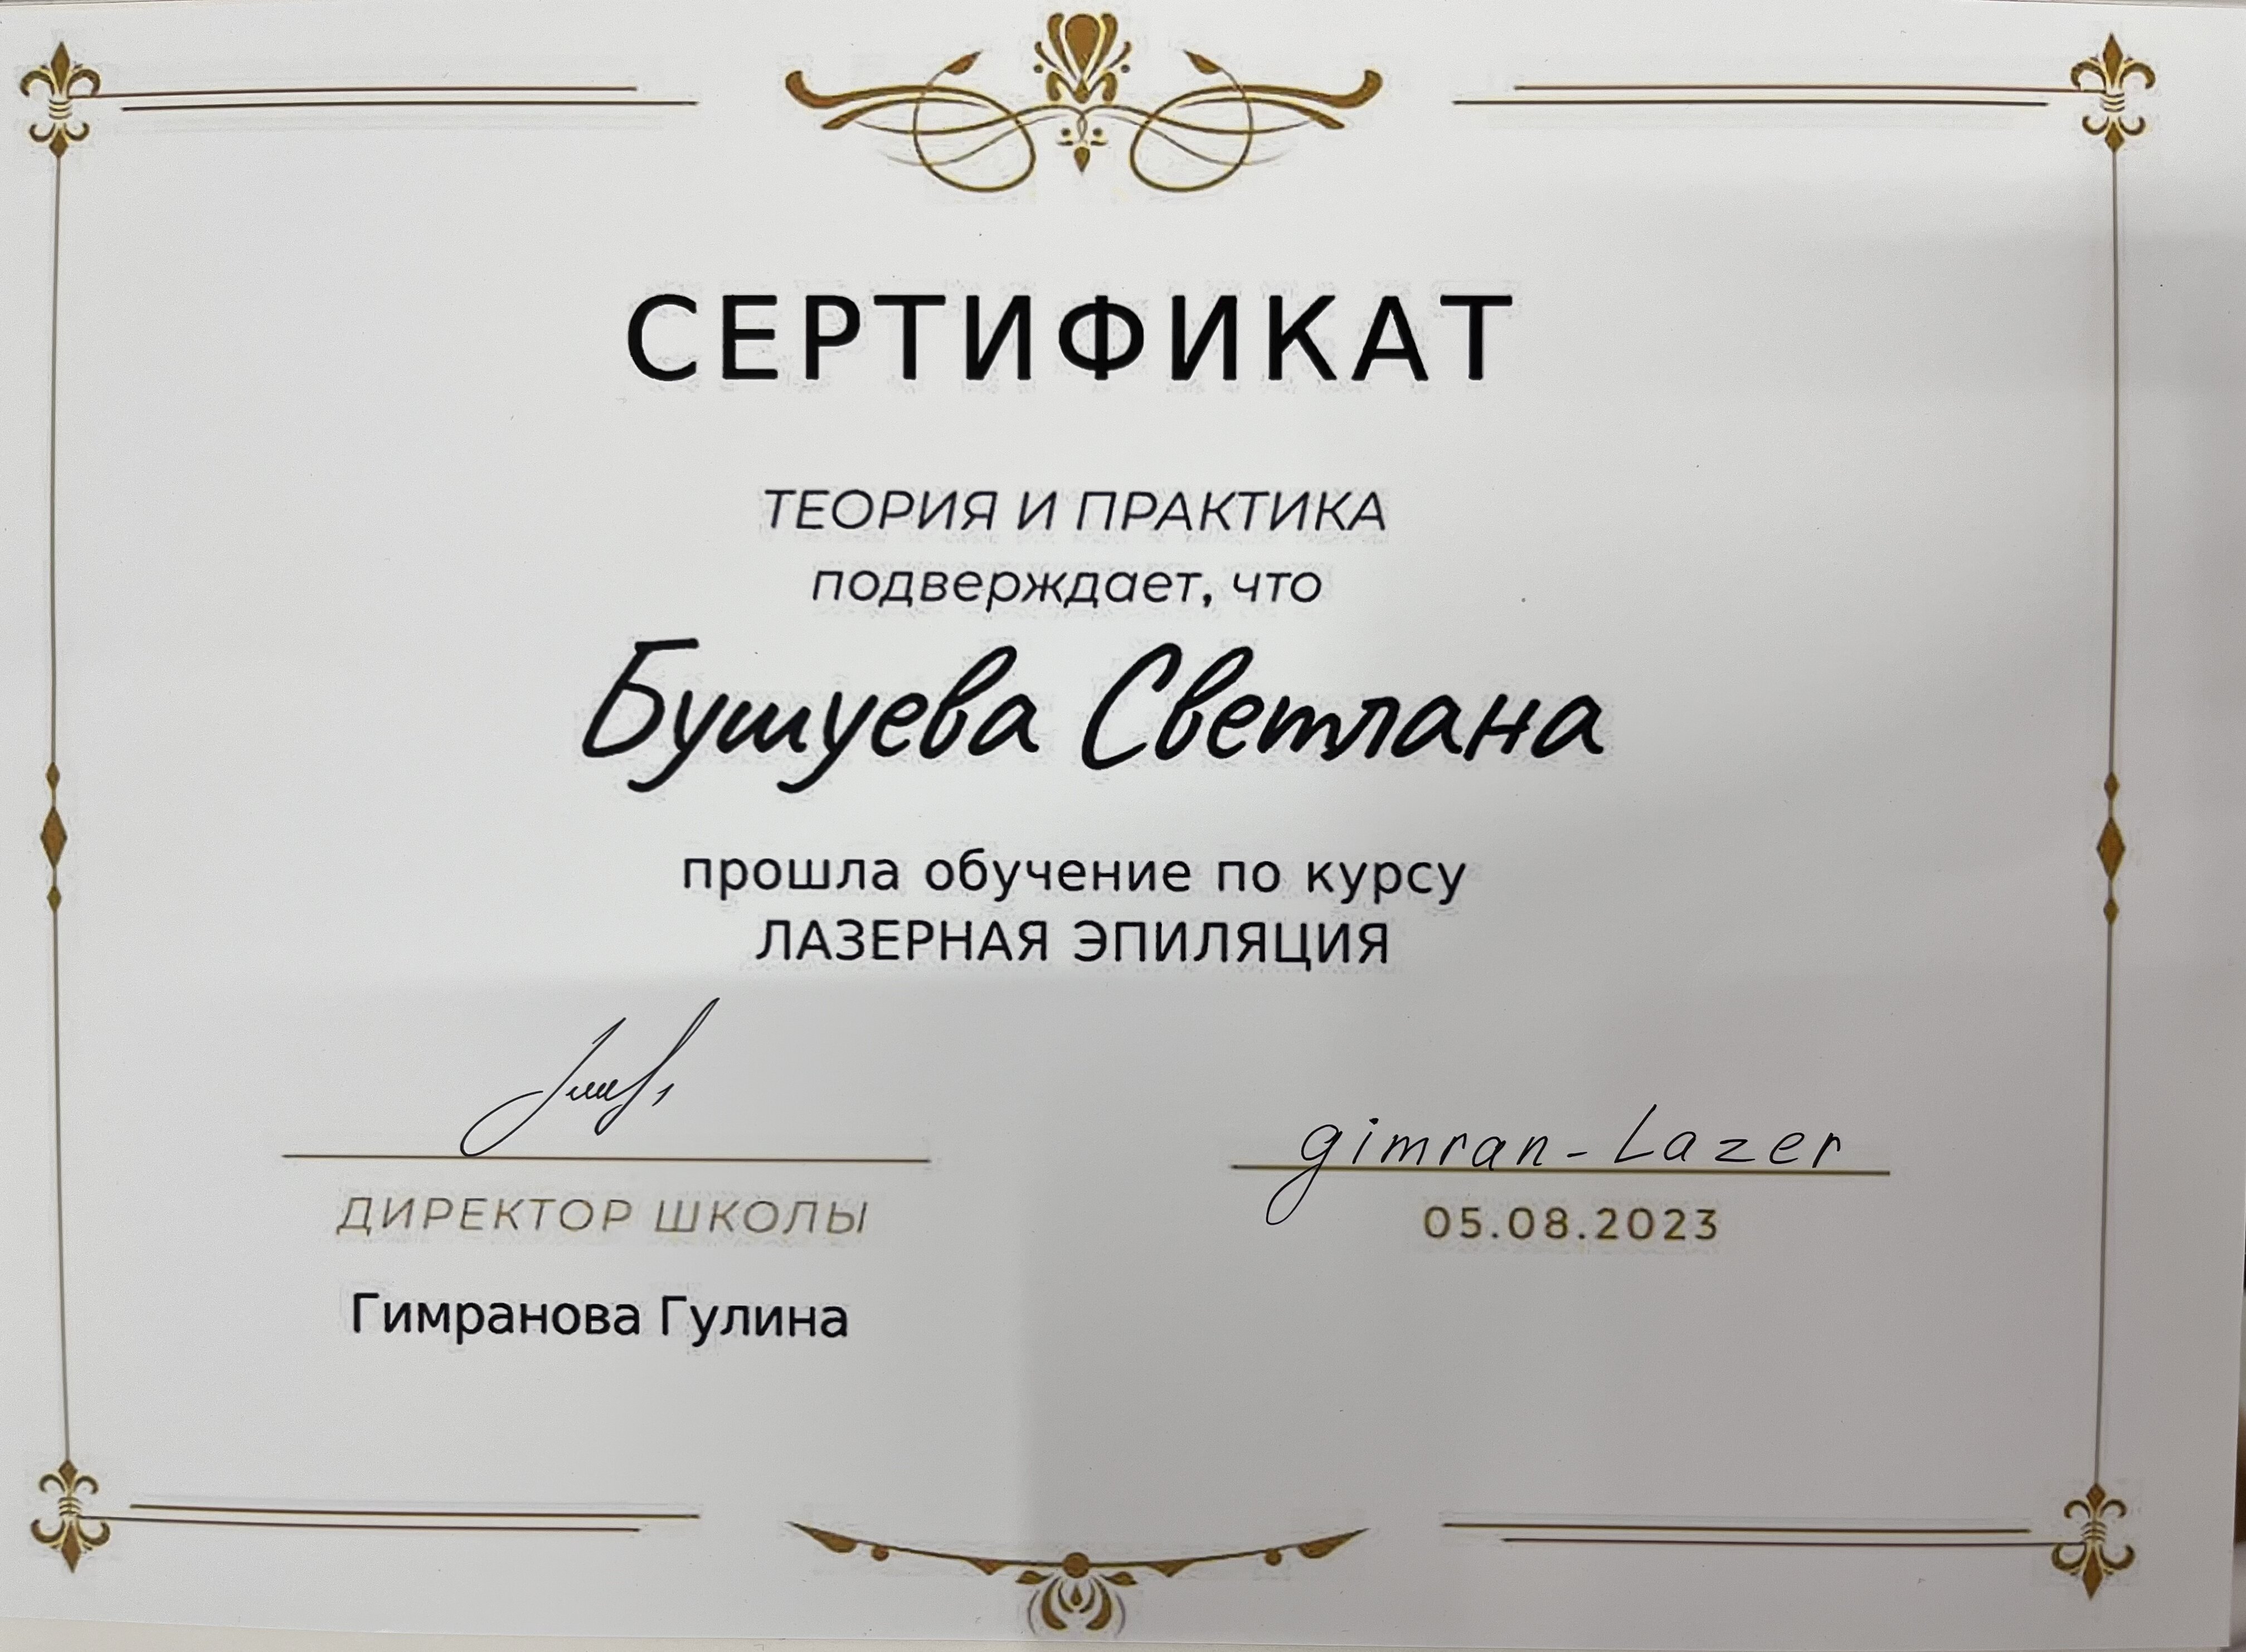 СЕРТИФИКАТ
ТЕОРИЯ И ПРАКТИКА
подверждает, что
Бушуева Светлана
прошла обучение по курсу
ЛАЗЕРНАЯ ЭПИЛЯЦИЯ
gimran-Lazer
ДИРЕКТОР ШКОЛЫ
05.08.2023
Гимранова Гулина